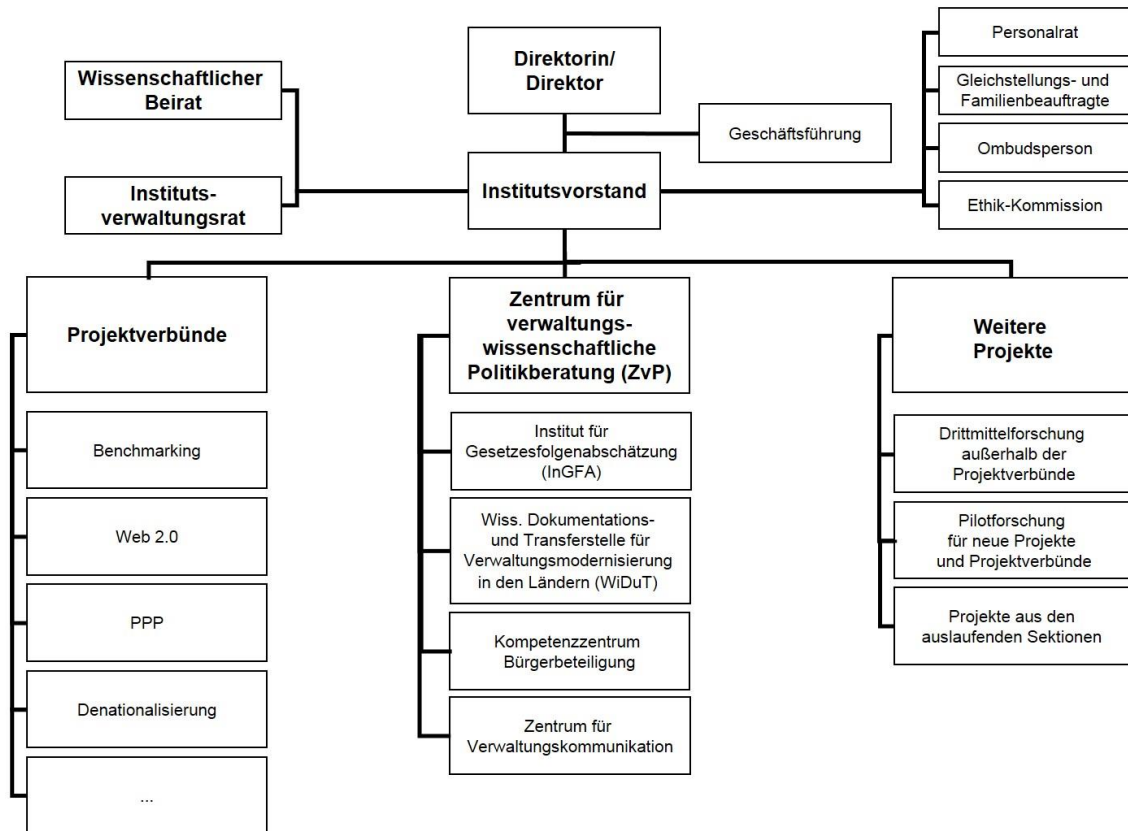 Direktorin/
Direktor
Wissenschaftlicher
Beirat
Instituts-
verwaltungsrat
Geschäftsführung
Institutsvorstand
Personalrat
Gleichstellungs- und
Familienbeauftragte
Ombudsperson
Ethik-Kommission
Projektverbünde
Benchmarking
Web 2.0
PPP
Denationalisierung
...
Zentrum für
verwaltungs-
wissenschaftliche
Politikberatung (ZvP)
Institut für
Gesetzesfolgenabschätzung
(InGFA)
Wiss. Dokumentations-
und Transferstelle für
Verwaltungsmodernisierung
in den Ländern (WiDuT)
Kompetenzzentrum
Bürgerbeteiligung
Zentrum für
Verwaltungskommunikation
Weitere
Projekte
Drittmittelforschung
außerhalb der
Projektverbünde
Pilotforschung
für neue Projekte
und Projektverbünde
Projekte aus den
auslaufenden Sektionen